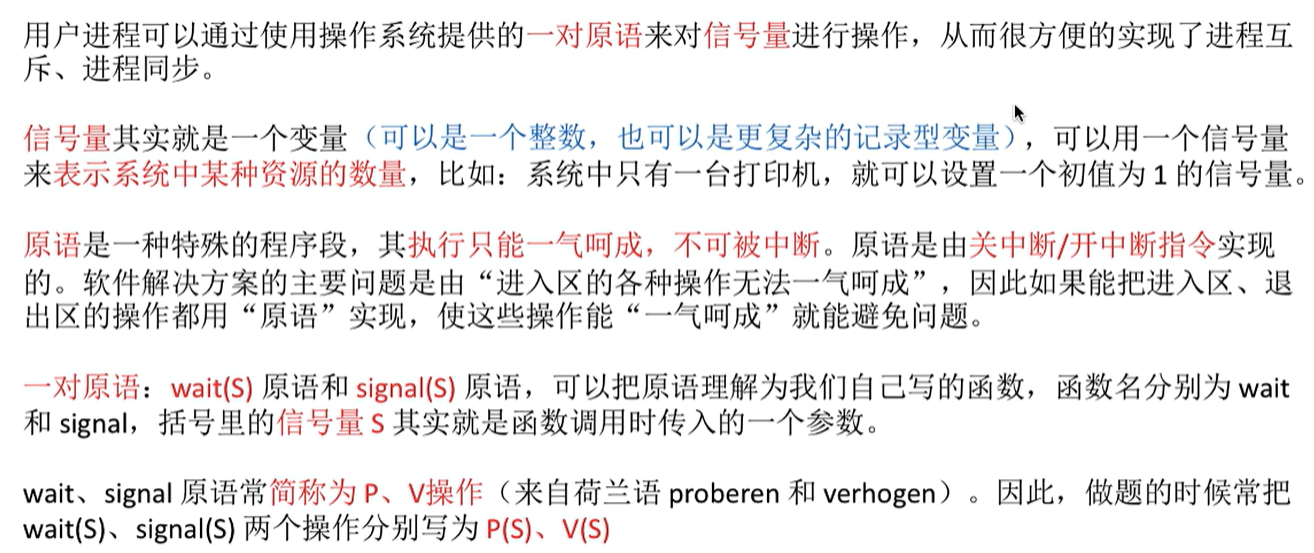 用户进程可以通过使用操作系统提供的一对原语来对信号量进行操作，从而很方便的实现了进程互
斥、进程同步。
信号量其实就是一个变量（可以是一个整数，也可以是更复杂的记录型变量），可以用一个信号量
来表示系统中某种资源的数量，比如：系统中只有一台打印机，就可以设置一个初值为 1 的信号量。
原语是一种特殊的程序段，其执行只能一气呵成，不可被中断。原语是由关中断/开中断指令实现
的。软件解决方案的主要问题是由“进入区的各种操作无法一气呵成”，因此如果能把进入区、退
出区的操作都用“原语”实现，使这些操作能“一气呵成”就能避免问题。
一对原语：wait(S) 原语和 signal(S) 原语，可以把原语理解为我们自己写的函数，函数名分别为 wait
和 signal，括号里的信号量 S 其实就是函数调用时传入的一个参数。
wait、signal 原语常简称为 P、V操作（来自荷兰语 proberen 和 verhogen）。因此，做题的时候常把
wait(S)、signal(S) 两个操作分别写为 P(S)、V(S)